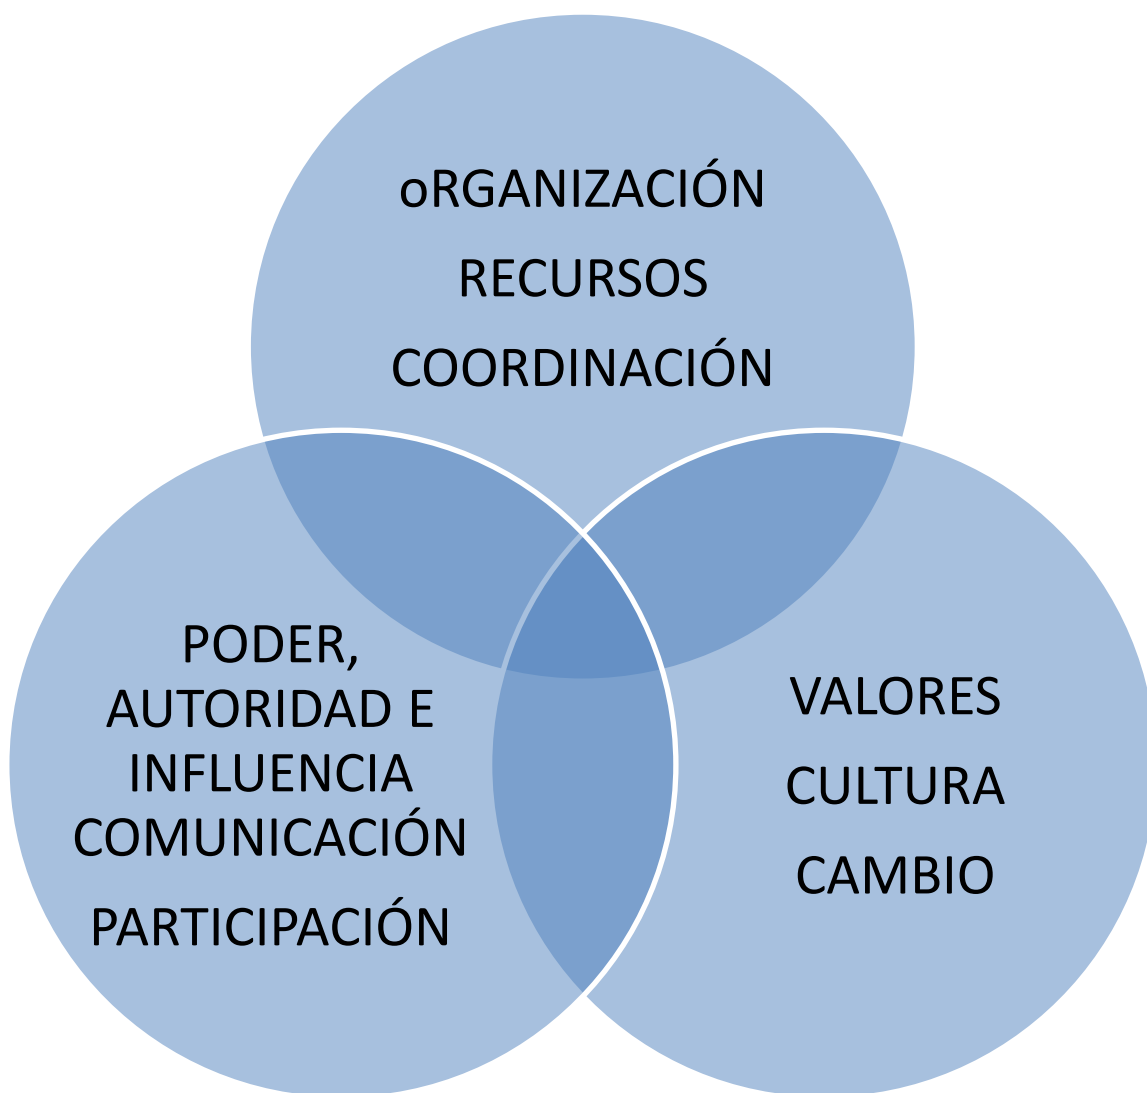 oRGANIZACIÓN
RECURSOS
COORDINACIÓN
PODER,
AUTORIDAD E
INFLUENCIA
COMUNICACIÓN
PARTICIPACIÓN
VALORES
CULTURA
CAMBIO